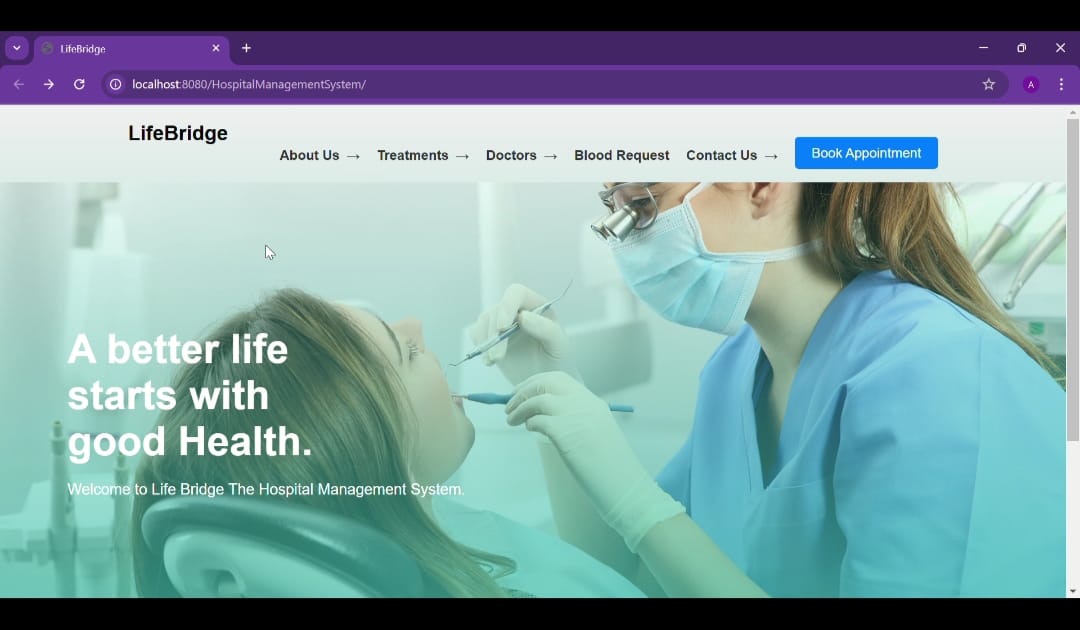 LifeBridge
localhost:8080/HospitalManagementSystem/
A
LifeBridge
About Us → Treatments → Doctors → Blood Request Contact Us → Book Appointment
A better life
starts with
good Health.
Welcome to Life Bridge The Hospital Management System.